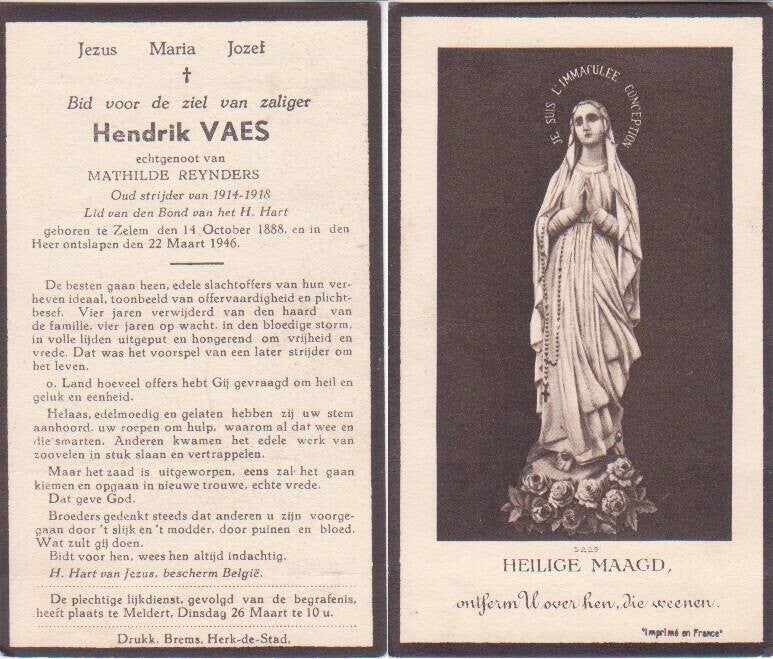 Jezus Maria Jozef
†
Bid voor de ziel van zaliger
Hendrik VAES
echtgenoot van
MATHILDE REYNDERS
Oud strijder van 1914-1918
Lid van den Bond van het H. Hart
geboren te Zelem den 14 October 1888, en in den
Heer ontslapen den 22 Maart 1946.
De besten gaan heen, edele slachtoffers van hun ver-
heven ideaal, toonbeeld van offervaardigheid en plicht-
besef. Vier jaren verwijderd van den haard van
de familie, vier jaren op wacht, in den bloedige storm,
in volle lijden uitgeput en hongerend om vrijheid en
vrede. Dat was het voorspel van een later strijder om
het leven.
o. Land hoeveel offers hebt Gij gevraagd om heil en
geluk en eenheid.
Helaas, edelmoedig en gelaten hebben zij uw stem
aanhoord, uw roepen om hulp, waarom al dat wee en
die smarten. Anderen kwamen het edele werk van
zoovelen in stuk slaan en vertrappelen.
Maar het zaad is uitgeworpen, eens zal het gaan
kiemen en opgaan in nieuwe trouwe, echte vrede.
Dat geve God.
Broeders gedenkt steeds dat anderen u zijn voorge-
gaan door 't slijk en 't modder, door puinen en bloed.
Wat zult gij doen.
Bidt voor hen, wees hen altijd indachtig.
H. Hart van Jezus, bescherm België.
De plechtige lijkdienst, gevolgd van de begrafenis,
heeft plaats te Meldert, Dinsdag 26 Maart te 10 u.
Drukk. Brems, Herk-de-Stad.
JE SUIS L'IMMACULEE CONCEPTION
HEILIGE MAAGD,
ontferm U over hen, die weenen.
"Imprimé en France"